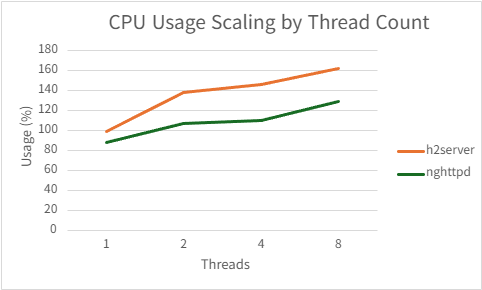 CPU Usage Scaling by Thread Count
180
160
140
120
100
80
60
40
20
0
Usage (%)
1 2 4 8
Threads
h2server
nghttpd